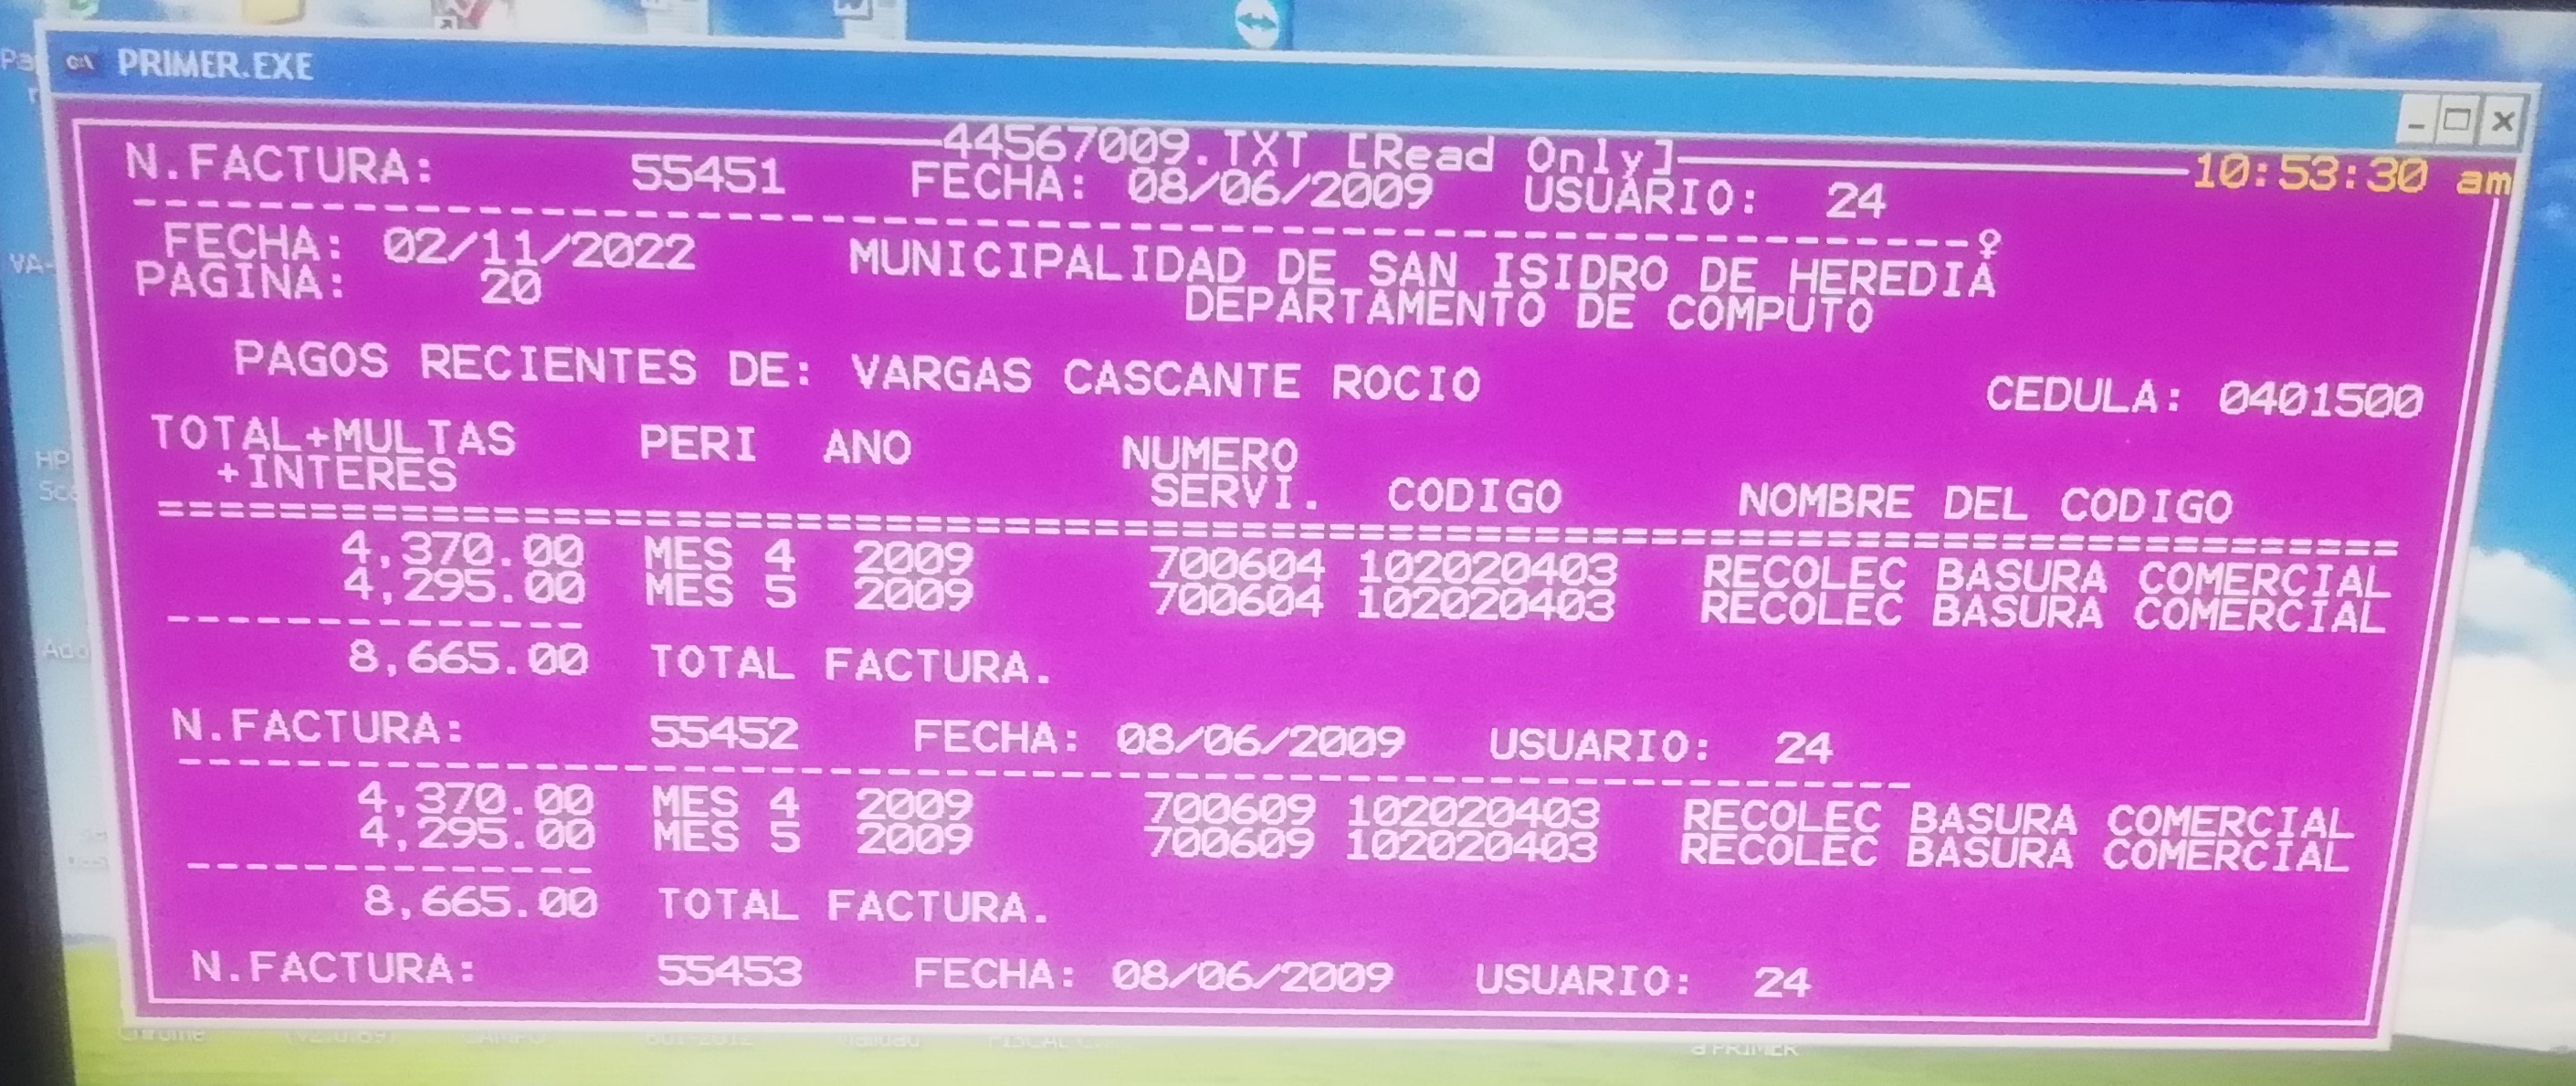 PRIMER.EXE
44567009.TXT [Read Only]
10:53:30 am
N.FACTURA: 55451 FECHA: 08/06/2009 USUARIO: 24
--------------------------------------------------------------♀
FECHA: 02/11/2022 MUNICIPALIDAD DE SAN ISIDRO DE HEREDIA
PAGINA: 20 DEPARTAMENTO DE COMPUTO
PAGOS RECIENTES DE: VARGAS CASCANTE ROCIO CEDULA: 0401500
TOTAL+MULTAS PERI ANO NUMERO
+INTERES SERVI. CODIGO NOMBRE DEL CODIGO
==========================================================================
4,370.00 MES 4 2009 700604 102020403 RECOLEC BASURA COMERCIAL
4,295.00 MES 5 2009 700604 102020403 RECOLEC BASURA COMERCIAL
--------------
8,665.00 TOTAL FACTURA.
N.FACTURA: 55452 FECHA: 08/06/2009 USUARIO: 24
--------------------------------------------------------------
4,370.00 MES 4 2009 700609 102020403 RECOLEC BASURA COMERCIAL
4,295.00 MES 5 2009 700609 102020403 RECOLEC BASURA COMERCIAL
--------------
8,665.00 TOTAL FACTURA.
N.FACTURA: 55453 FECHA: 08/06/2009 USUARIO: 24
a PRIMER